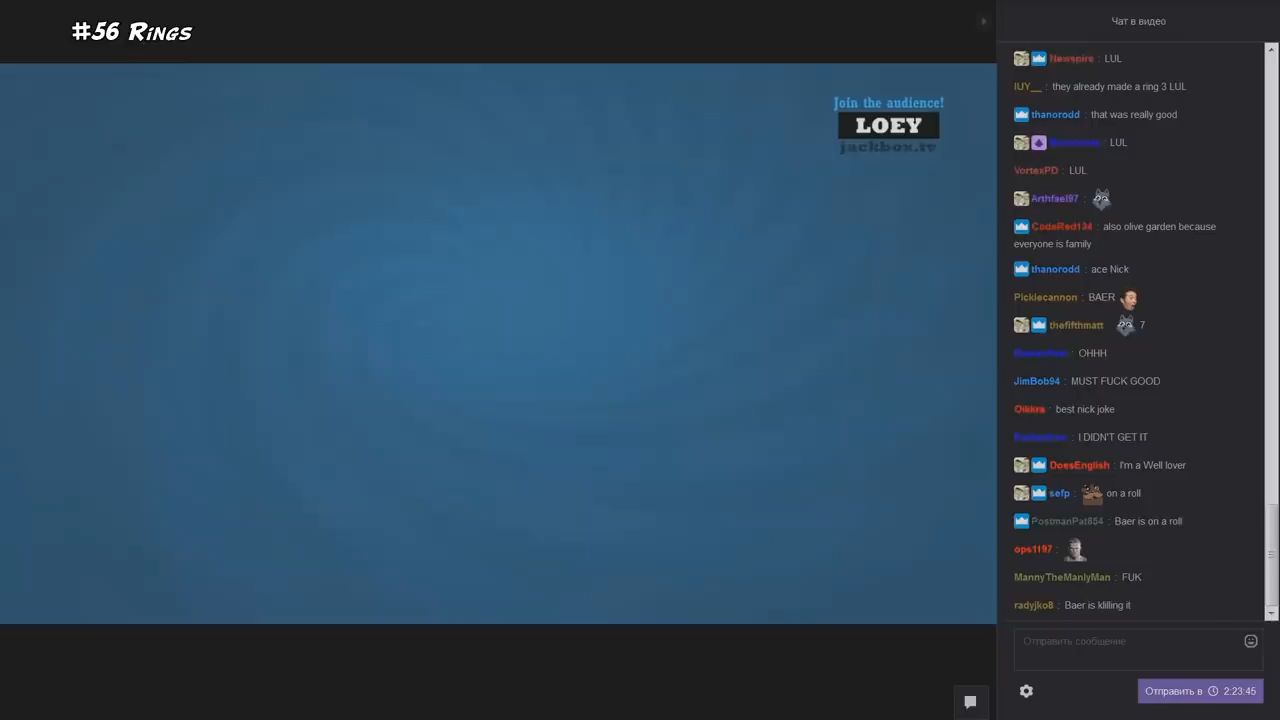 #56 Rings
Join the audience!
LOEY
jackbox.tv
Чат в видео
Newspire : LUL
IUY__ : they already made a ring 3 LUL
thanorodd : that was really good
: LUL
VortexPD : LUL
Arthfael97 :
CodeRed134 : also olive garden because
everyone is family
thanorodd : ace Nick
Picklecannon : BAER
thefifthmatt : 7
: OHHH
JimBob94 : MUST FUCK GOOD
Oikkra : best nick joke
: I DIDN'T GET IT
DoesEnglish : I'm a Well lover
sefp : on a roll
PostmanPat854 : Baer is on a roll
ops1197 :
MannyTheManlyMan : FUK
radyjko8 : Baer is klilling it
Отправить сообщение
Отправить в 2:23:45